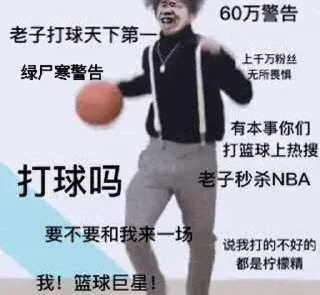 60万警告
老子打球天下第一
上千万粉丝
无所畏惧
绿尸寒警告
有本事你们
打篮球上热搜
打球吗
老子秒杀NBA
要不要和我来一场
说我打的不好的
都是柠檬精
我！篮球巨星！